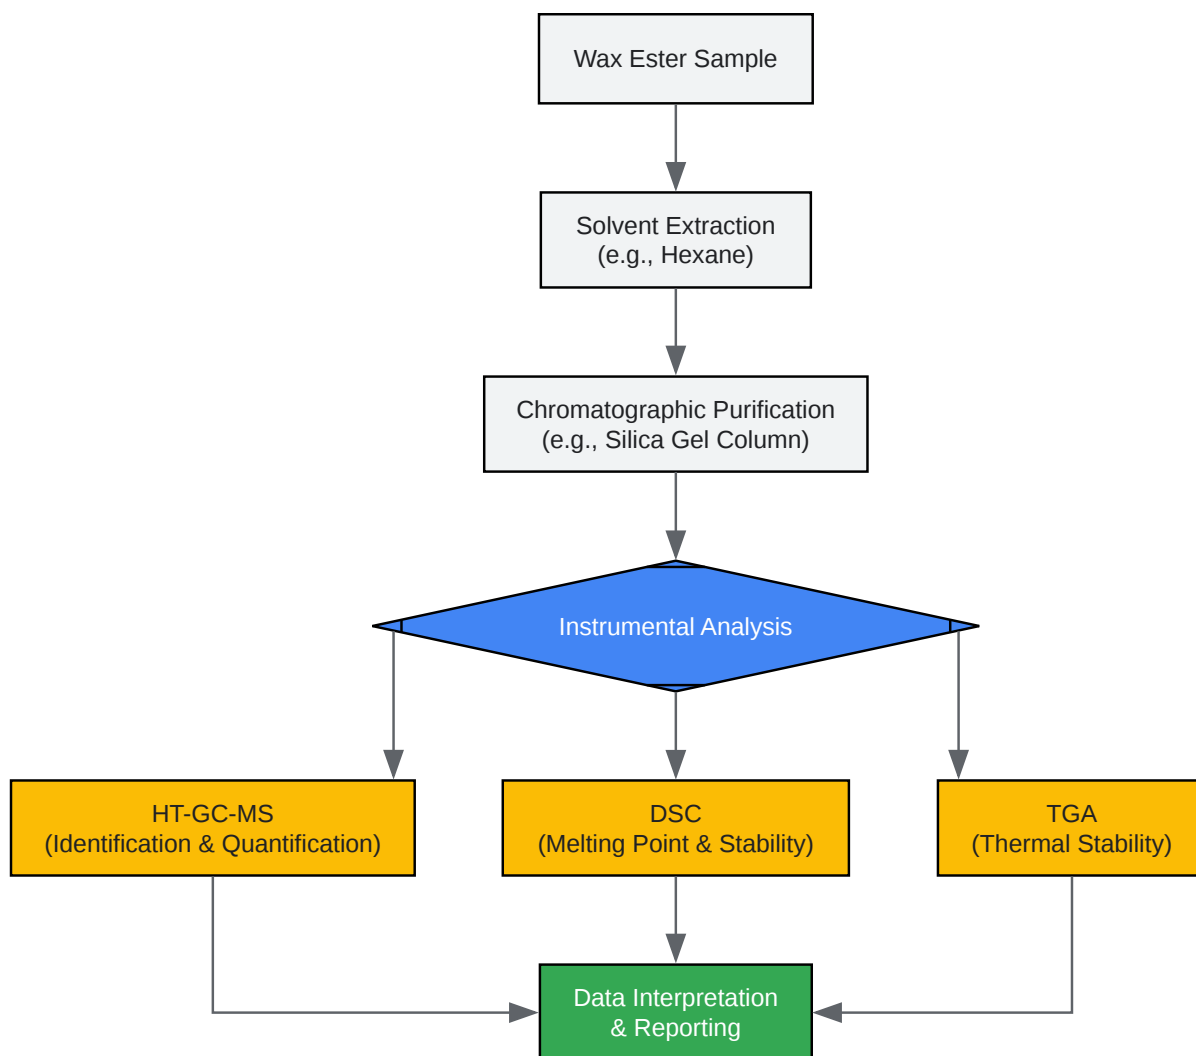 Wax Ester Sample
Solvent Extraction
(e.g., Hexane)
Chromatographic Purification
(e.g., Silica Gel Column)
Instrumental Analysis
HT-GC-MS
(Identification & Quantification)
DSC
(Melting Point & Stability)
TGA
(Thermal Stability)
Data Interpretation
& Reporting